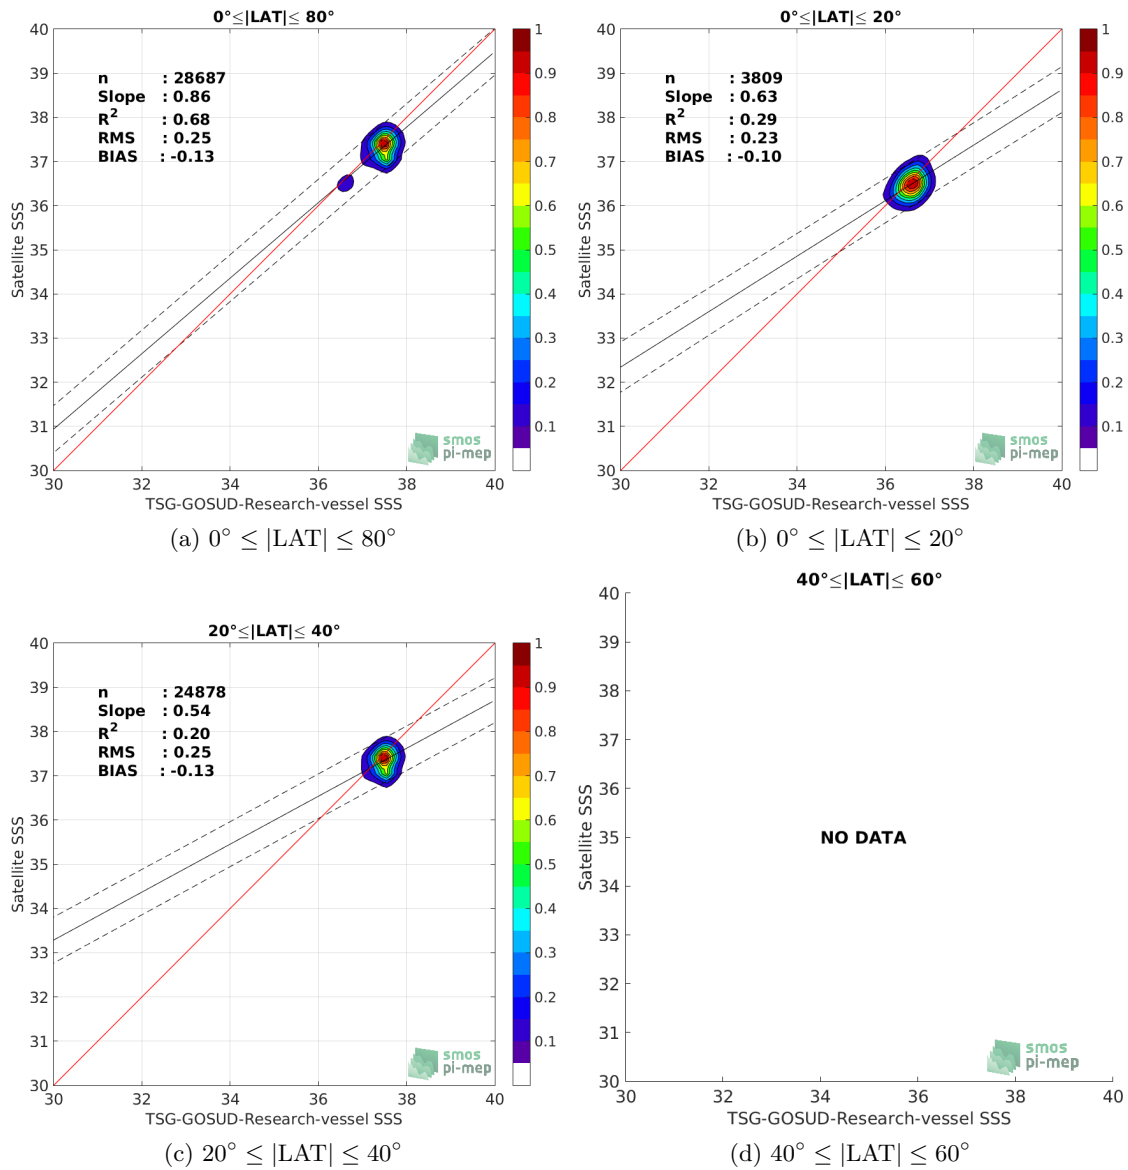 0°≤|LAT|≤ 80°
40
39
38
37
36
35
34
33
32
31
30
n : 28687
Slope : 0.86
R2 : 0.68
RMS : 0.25
BIAS : -0.13
Satellite SSS
30 32 34 36 38 40
TSG-GOSUD-Research-vessel SSS
smos
pi-mep
1
0.9
0.8
0.7
0.6
0.5
0.4
0.3
0.2
0.1
(a) 0° ≤ |LAT| ≤ 80°
0°≤|LAT|≤ 20°
40
39
38
37
36
35
34
33
32
31
30
n : 3809
Slope : 0.63
R2 : 0.29
RMS : 0.23
BIAS : -0.10
Satellite SSS
30 32 34 36 38 40
TSG-GOSUD-Research-vessel SSS
smos
pi-mep
1
0.9
0.8
0.7
0.6
0.5
0.4
0.3
0.2
0.1
(b) 0° ≤ |LAT| ≤ 20°
20°≤|LAT|≤ 40°
40
39
38
37
36
35
34
33
32
31
30
n : 24878
Slope : 0.54
R2 : 0.20
RMS : 0.25
BIAS : -0.13
Satellite SSS
30 32 34 36 38 40
TSG-GOSUD-Research-vessel SSS
smos
pi-mep
1
0.9
0.8
0.7
0.6
0.5
0.4
0.3
0.2
0.1
(c) 20° ≤ |LAT| ≤ 40°
40°≤|LAT|≤ 60°
40
39
38
37
36
35
34
33
32
31
30
NO DATA
Satellite SSS
30 32 34 36 38 40
TSG-GOSUD-Research-vessel SSS
smos
pi-mep
(d) 40° ≤ |LAT| ≤ 60°